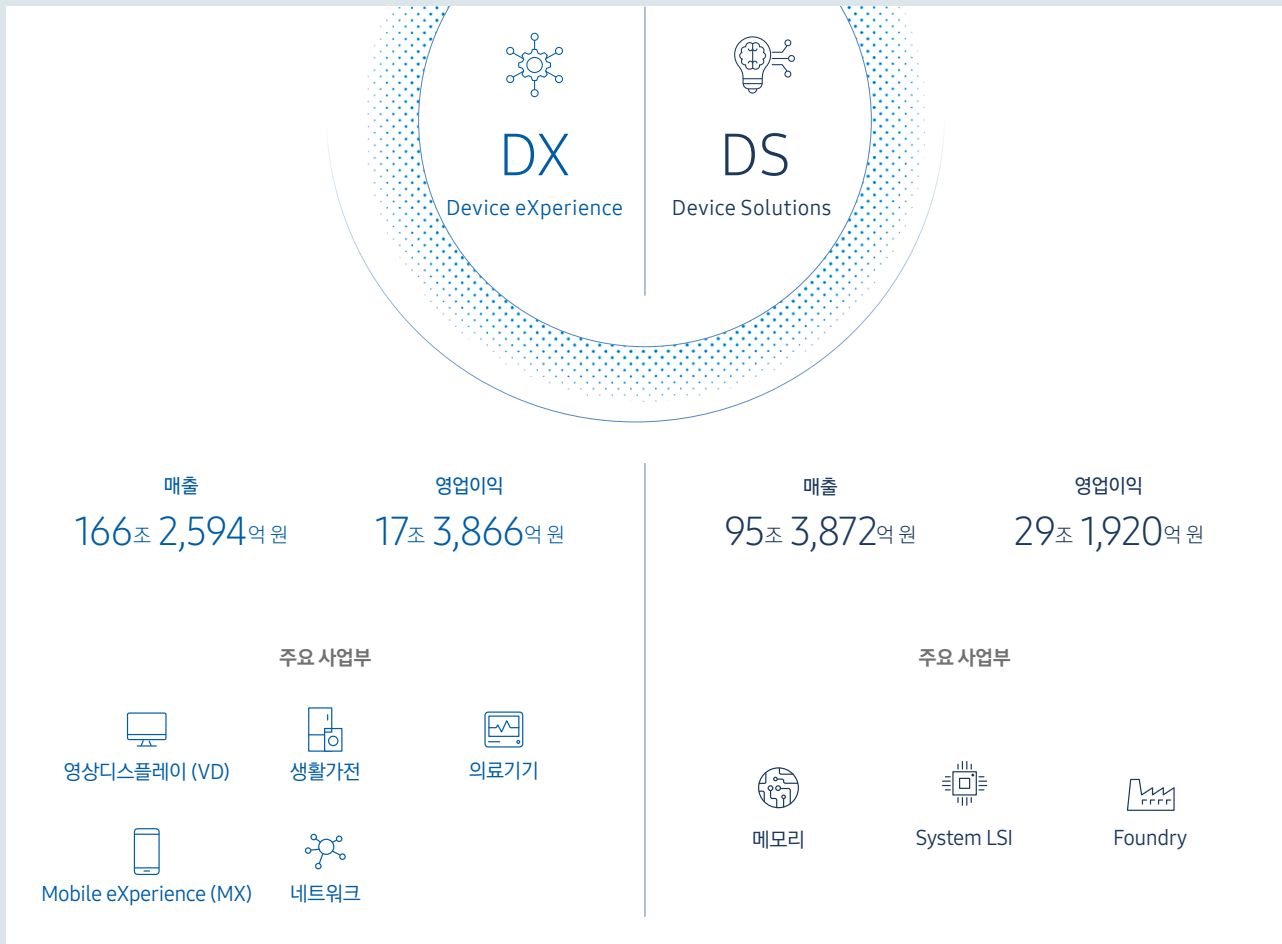 DX
Device eXperience
DS
Device Solutions
매출
166조 2,594억 원
영업이익
17조 3,866억 원
매출
95조 3,872억 원
영업이익
29조 1,920억 원
주요 사업부
영상디스플레이 (VD)
생활가전
의료기기
Mobile eXperience (MX)
네트워크
주요 사업부
메모리
System LSI
Foundry